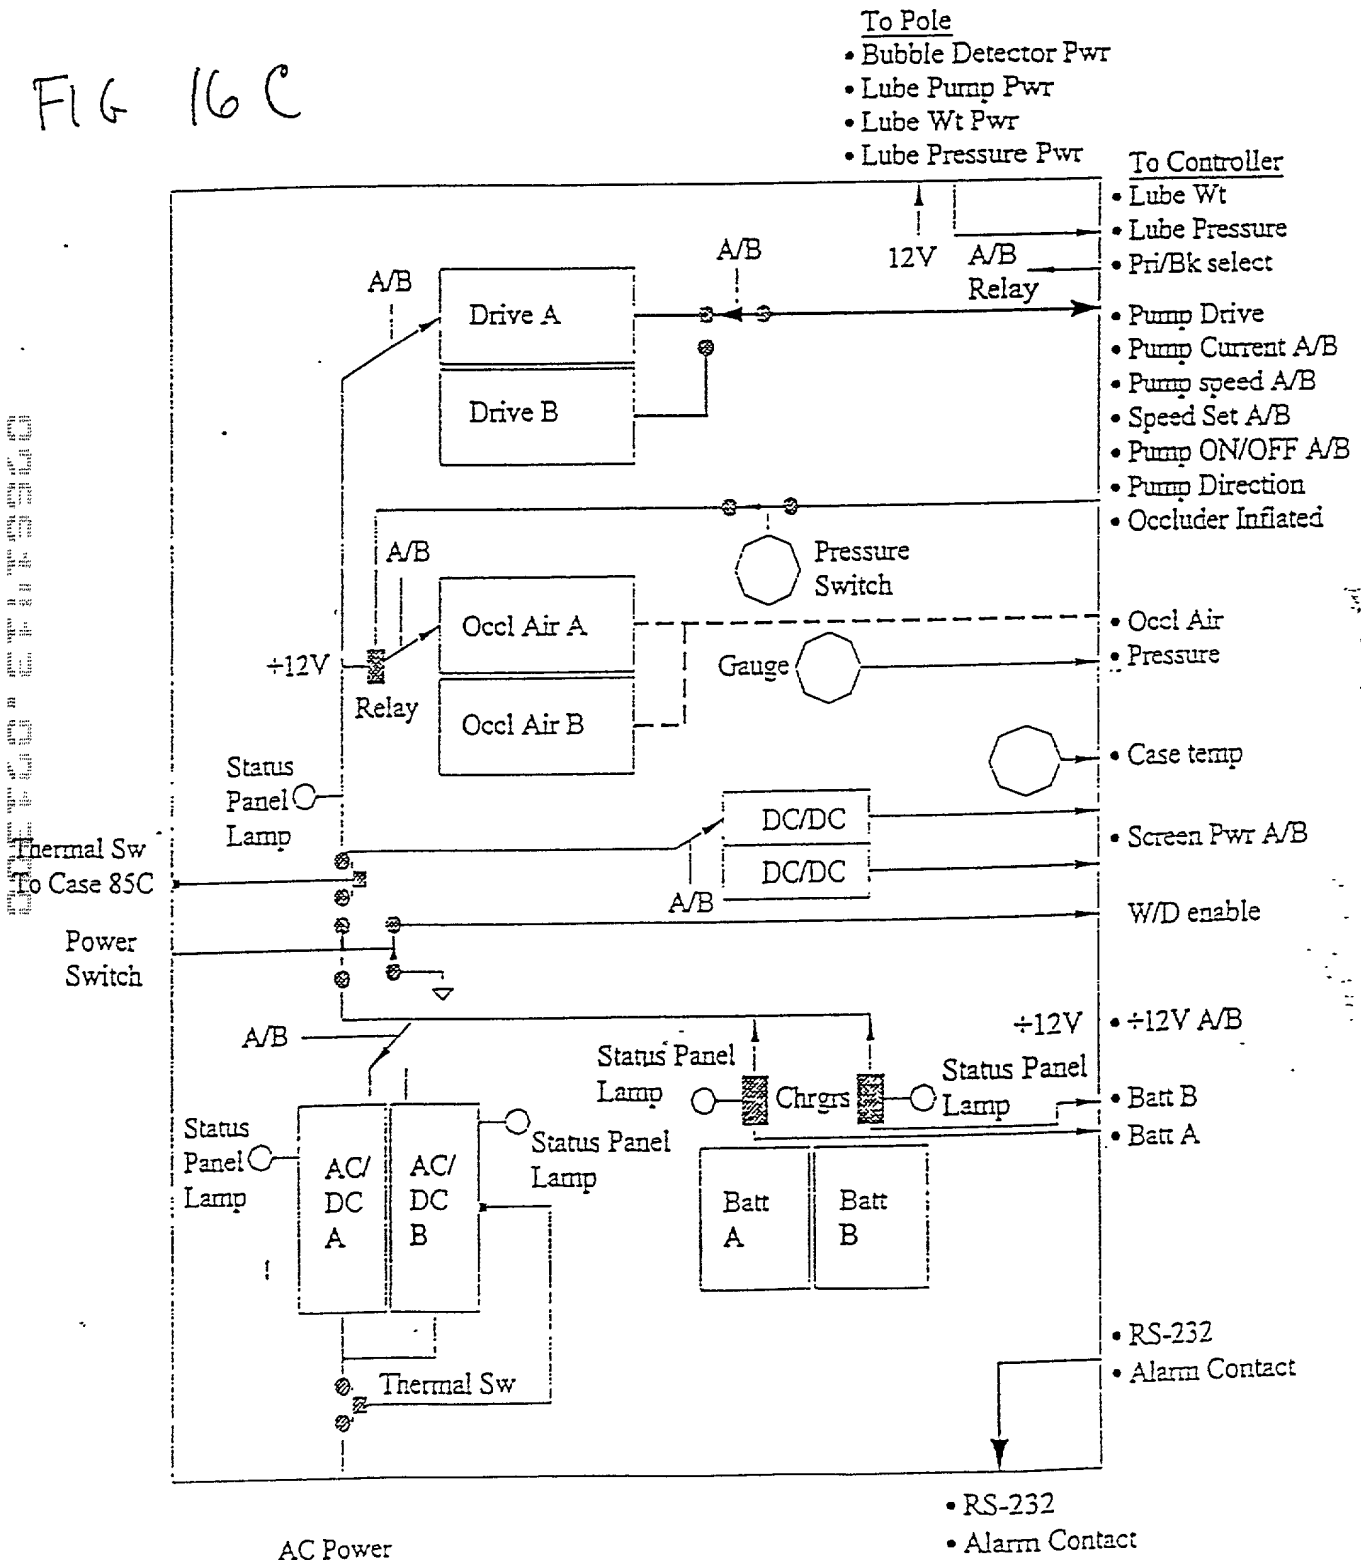 FIG 16C
To Pole
• Bubble Detector Pwr
• Lube Pump Pwr
• Lube Wt Pwr
• Lube Pressure Pwr
To Controller
• Lube Wt
• Lube Pressure
• Pri/Bk select
12V
A/B
Relay
A/B
A/B
Drive A
Drive B
• Pump Drive
• Pump Current A/B
• Pump speed A/B
• Speed Set A/B
• Pump ON/OFF A/B
• Pump Direction
• Occluder Inflated
A/B
Pressure
Switch
Occl Air A
Occl Air B
÷12V
Relay
Gauge
• Occl Air
• Pressure
• Case temp
Status
Panel
Lamp
DC/DC
DC/DC
• Screen Pwr A/B
Thermal Sw
To Case 85C
A/B
W/D enable
Power
Switch
A/B
÷12V
• ÷12V A/B
Status Panel
Lamp
Chrgrs
Status Panel
Lamp
• Batt B
• Batt A
Status
Panel
Lamp
AC/
DC
A
AC/
DC
B
Status Panel
Lamp
Batt
A
Batt
B
Thermal Sw
• RS-232
• Alarm Contact
• RS-232
• Alarm Contact
AC Power